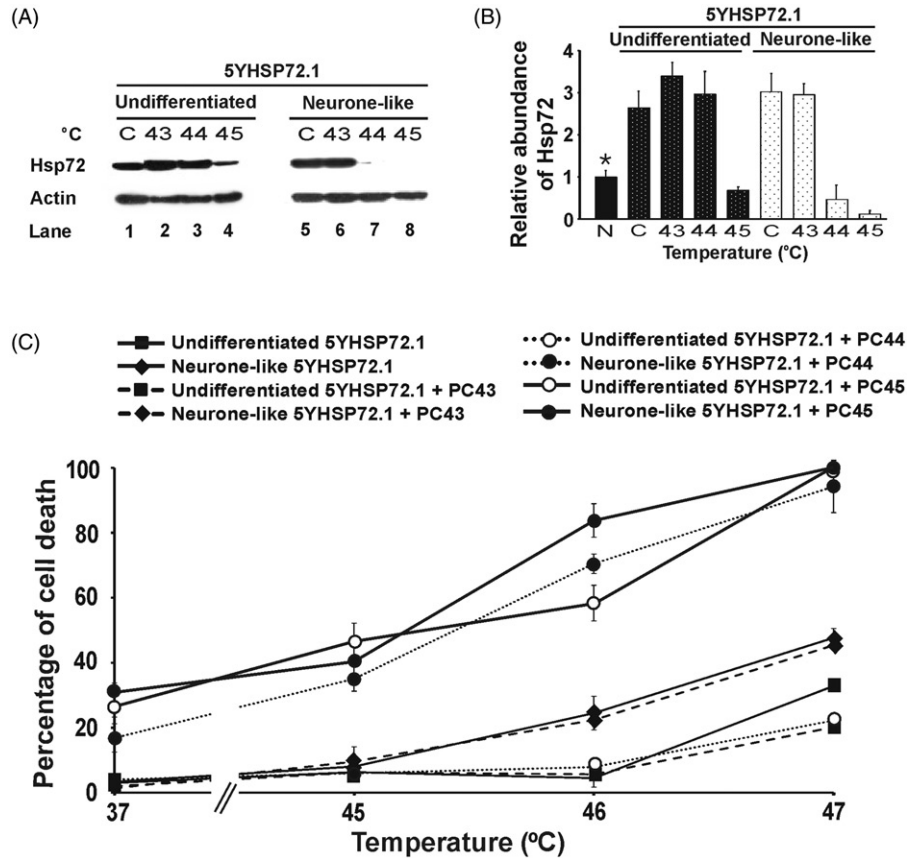 (A)
5YHSP72.1
Undifferentiated Neurone-like
°C C 43 44 45 C 43 44 45
Hsp72
Actin
Lane 1 2 3 4 5 6 7 8
(B)
5YHSP72.1
Undifferentiated Neurone-like
Relative abundance
of Hsp72
4
3
2
1
0
*
N C 43 44 45 C 43 44 45
Temperature (°C)
(C)
Undifferentiated 5YHSP72.1
Neurone-like 5YHSP72.1
Undifferentiated 5YHSP72.1 + PC43
Neurone-like 5YHSP72.1 + PC43
Undifferentiated 5YHSP72.1 + PC44
Neurone-like 5YHSP72.1 + PC44
Undifferentiated 5YHSP72.1 + PC45
Neurone-like 5YHSP72.1 + PC45
Percentage of cell death
100
80
60
40
20
0
37 // 45 46 47
Temperature (ºC)